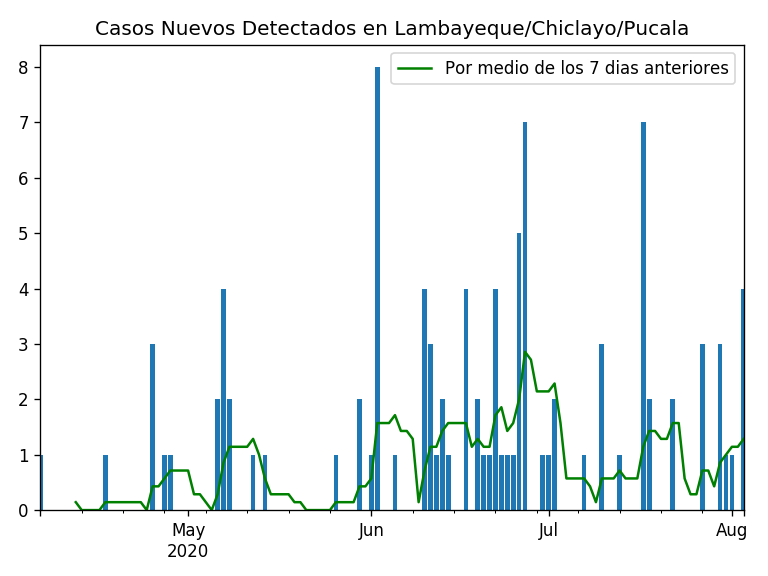 Casos Nuevos Detectados en Lambayeque/Chiclayo/Pucala
Por medio de los 7 dias anteriores
8
7
6
5
4
3
2
1
0
May
2020
Jun
Jul
Aug